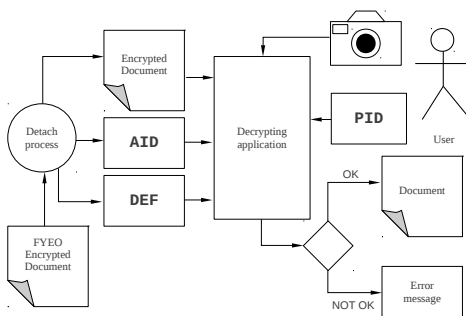 Encrypted
Document
Detach
process
AID
DEF
FYEO
Encrypted
Document
Decrypting
application
PID
User
OK
Document
NOT OK
Error
message